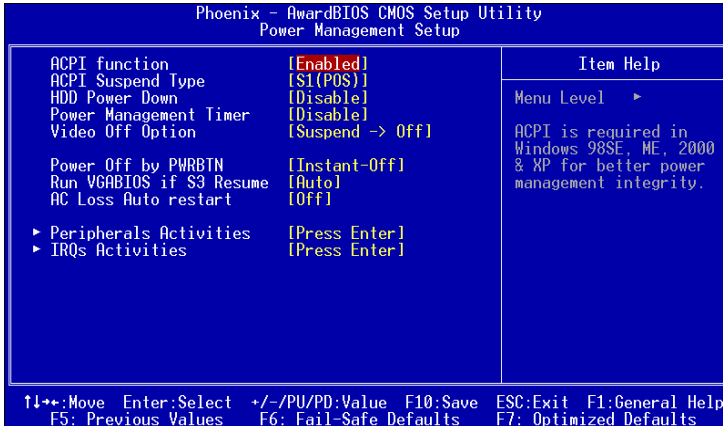 Phoenix - AwardBIOS CMOS Setup Utility
Power Management Setup
ACPI function [Enabled]
ACPI Suspend Type [S1(POS)]
HDD Power Down [Disable]
Power Management Timer [Disable]
Video Off Option [Suspend -> Off]
Power Off by PWRBTN [Instant-Off]
Run VGABIOS if S3 Resume [Auto]
AC Loss Auto restart [Off]
► Peripherals Activities [Press Enter]
► IRQs Activities [Press Enter]
Item Help
Menu Level ►
ACPI is required in
Windows 98SE, ME, 2000
& XP for better power
management integrity.
↑↓→←:Move Enter:Select +/-/PU/PD:Value F10:Save ESC:Exit F1:General Help
F5: Previous Values F6: Fail-Safe Defaults F7: Optimized Defaults